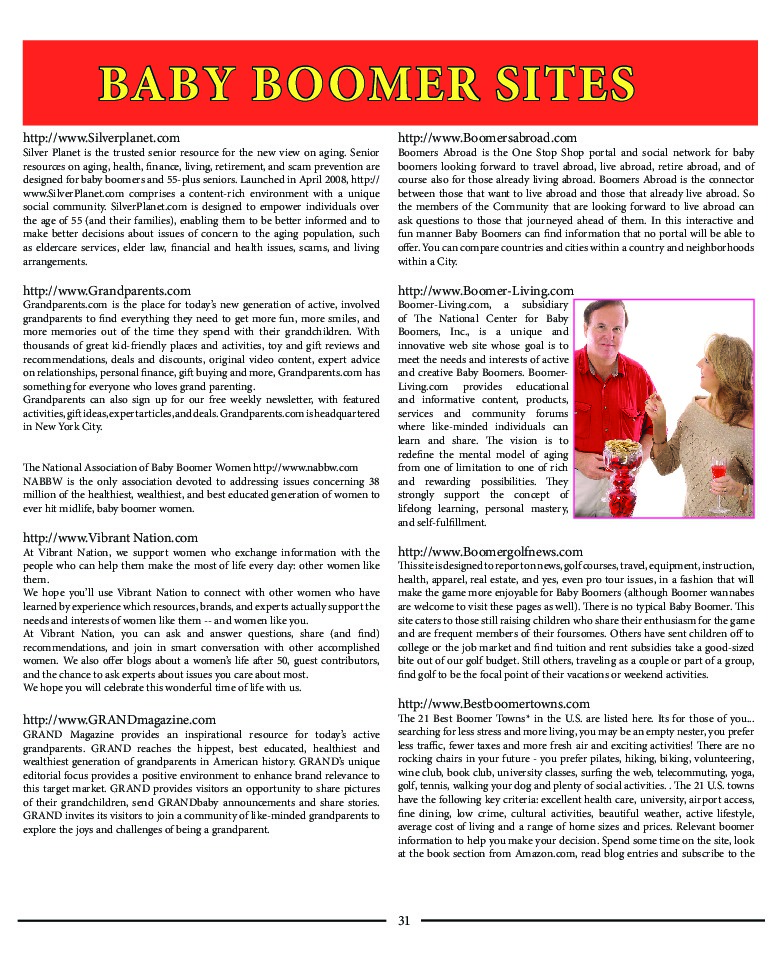 BABY BOOMER SITES
http://www.Silverplanet.com
Silver Planet is the trusted senior resource for the new view on aging. Senior
resources on aging, health, finance, living, retirement, and scam prevention are
designed for baby boomers and 55-plus seniors. Launched in April 2008, http://
www.SilverPlanet.com comprises a content-rich environment with a unique
social community. SilverPlanet.com is designed to empower individuals over
the age of 55 (and their families), enabling them to be better informed and to
make better decisions about issues of concern to the aging population, such
as eldercare services, elder law, financial and health issues, scams, and living
arrangements.
http://www.Grandparents.com
Grandparents.com is the place for today's new generation of active, involved
grandparents to find everything they need to get more fun, more smiles, and
more memories out of the time they spend with their grandchildren. With
thousands of great kid-friendly places and activities, toy and gift reviews and
recommendations, deals and discounts, original video content, expert advice
on relationships, personal finance, gift buying and more, Grandparents.com has
something for everyone who loves grand parenting.
Grandparents can also sign up for our free weekly newsletter, with featured
activities, gift ideas, expert articles, and deals. Grandparents.com is headquartered
in New York City.
The National Association of Baby Boomer Women http://www.nabbw.com
NABBW is the only association devoted to addressing issues concerning 38
million of the healthiest, wealthiest, and best educated generation of women to
ever hit midlife, baby boomer women.
http://www.Vibrant Nation.com
At Vibrant Nation, we support women who exchange information with the
people who can help them make the most of life every day: other women like
them.
We hope you'll use Vibrant Nation to connect with other women who have
learned by experience which resources, brands, and experts actually support the
needs and interests of women like them -- and women like you.
At Vibrant Nation, you can ask and answer questions, share (and find)
recommendations, and join in smart conversation with other accomplished
women. We also offer blogs about a women's life after 50, guest contributors,
and the chance to ask experts about issues you care about most.
We hope you will celebrate this wonderful time of life with us.
http://www.GRANDmagazine.com
GRAND Magazine provides an inspirational resource for today's active
grandparents. GRAND reaches the hippest, best educated, healthiest and
wealthiest generation of grandparents in American history. GRAND's unique
editorial focus provides a positive environment to enhance brand relevance to
this target market. GRAND provides visitors an opportunity to share pictures
of their grandchildren, send GRANDbaby announcements and share stories.
GRAND invites its visitors to join a community of like-minded grandparents to
explore the joys and challenges of being a grandparent.
http://www.Boomersabroad.com
Boomers Abroad is the One Stop Shop portal and social network for baby
boomers looking forward to travel abroad, live abroad, retire abroad, and of
course also for those already living abroad. Boomers Abroad is the connector
between those that want to live abroad and those that already live abroad. So
the members of the Community that are looking forward to live abroad can
ask questions to those that journeyed ahead of them. In this interactive and
fun manner Baby Boomers can find information that no portal will be able to
offer. You can compare countries and cities within a country and neighborhoods
within a City.
http://www.Boomer-Living.com
Boomer-Living.com, a subsidiary
of The National Center for Baby
Boomers, Inc., is a unique and
innovative web site whose goal is to
meet the needs and interests of active
and creative Baby Boomers. Boomer-
Living.com provides educational
and informative content, products,
services and community forums
where like-minded individuals can
learn and share. The vision is to
redefine the mental model of aging
from one of limitation to one of rich
and rewarding possibilities. They
strongly support the concept of
lifelong learning, personal mastery,
and self-fulfillment.
http://www.Boomergolfnews.com
This site is designed to report on news, golf courses, travel, equipment, instruction,
health, apparel, real estate, and yes, even pro tour issues, in a fashion that will
make the game more enjoyable for Baby Boomers (although Boomer wannabes
are welcome to visit these pages as well). There is no typical Baby Boomer. This
site caters to those still raising children who share their enthusiasm for the game
and are frequent members of their foursomes. Others have sent children off to
college or the job market and find tuition and rent subsidies take a good-sized
bite out of our golf budget. Still others, traveling as a couple or part of a group,
find golf to be the focal point of their vacations or weekend activities.
http://www.Bestboomertowns.com
The 21 Best Boomer Towns* in the U.S. are listed here. Its for those of you...
searching for less stress and more living, you may be an empty nester, you prefer
less traffic, fewer taxes and more fresh air and exciting activities! There are no
rocking chairs in your future - you prefer pilates, hiking, biking, volunteering,
wine club, book club, university classes, surfing the web, telecommuting, yoga,
golf, tennis, walking your dog and plenty of social activities. . The 21 U.S. towns
have the following key criteria: excellent health care, university, airport access,
fine dining, low crime, cultural activities, beautiful weather, active lifestyle,
average cost of living and a range of home sizes and prices. Relevant boomer
information to help you make your decision. Spend some time on the site, look
at the book section from Amazon.com, read blog entries and subscribe to the
31